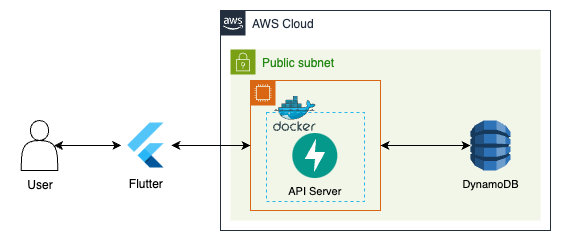 aws
AWS Cloud
Public subnet
docker
User
Flutter
API Server
DynamoDB